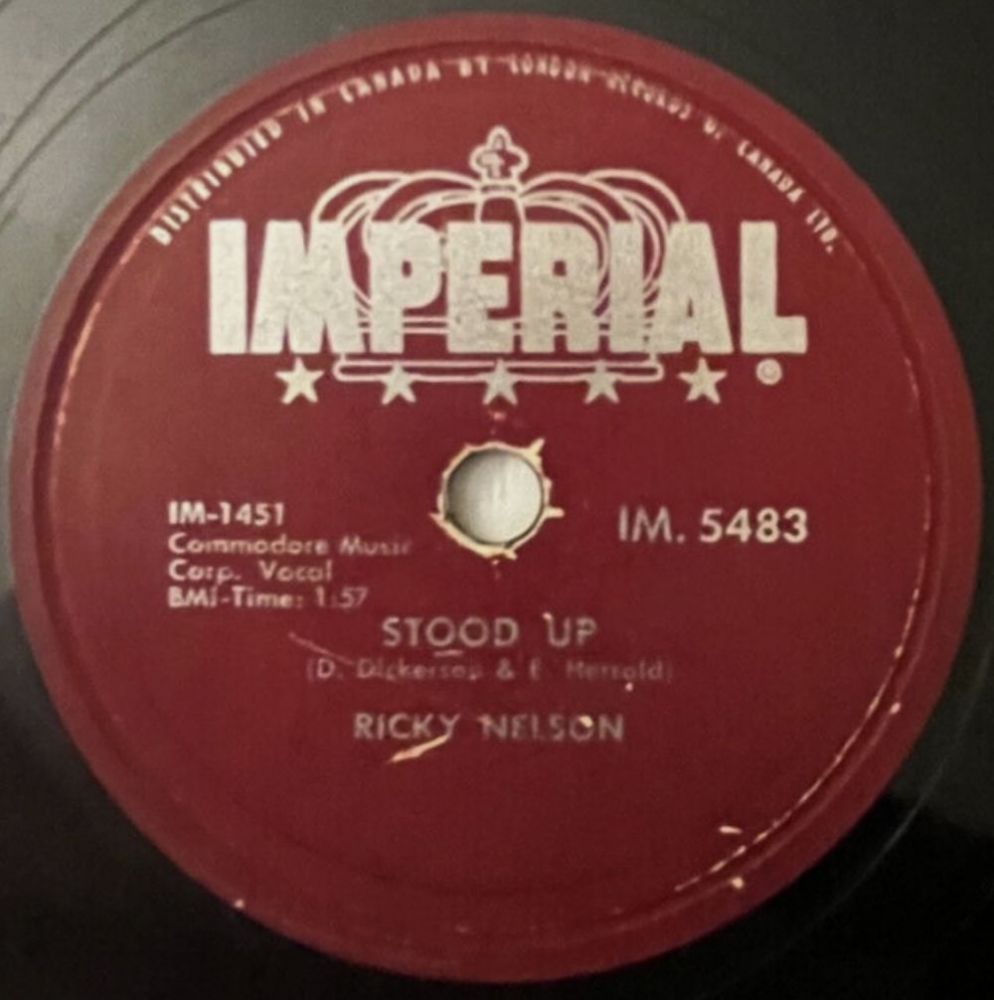 DISTRIBUTED IN CANADA BY LONDON RECORDS OF CANADA LTD.
IMPERIAL
®
IM-1451
Commodore Music
Corp. Vocal
BMI-Time: 1:57
IM. 5483
STOOD UP
(D. Dickerson & E. Herrold)
RICKY NELSON